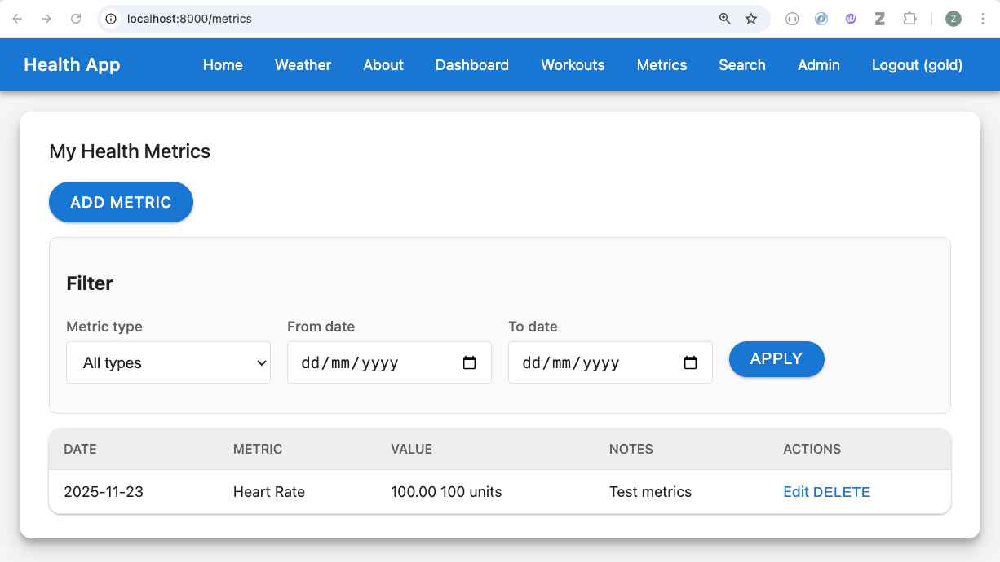 localhost:8000/metrics
Z
Z
Health App Home Weather About Dashboard Workouts Metrics Search Admin Logout (gold)
My Health Metrics
ADD METRIC
Filter
Metric type From date To date
All types dd/mm/yyyy dd/mm/yyyy APPLY
DATE METRIC VALUE NOTES ACTIONS
2025-11-23 Heart Rate 100.00 100 units Test metrics Edit DELETE